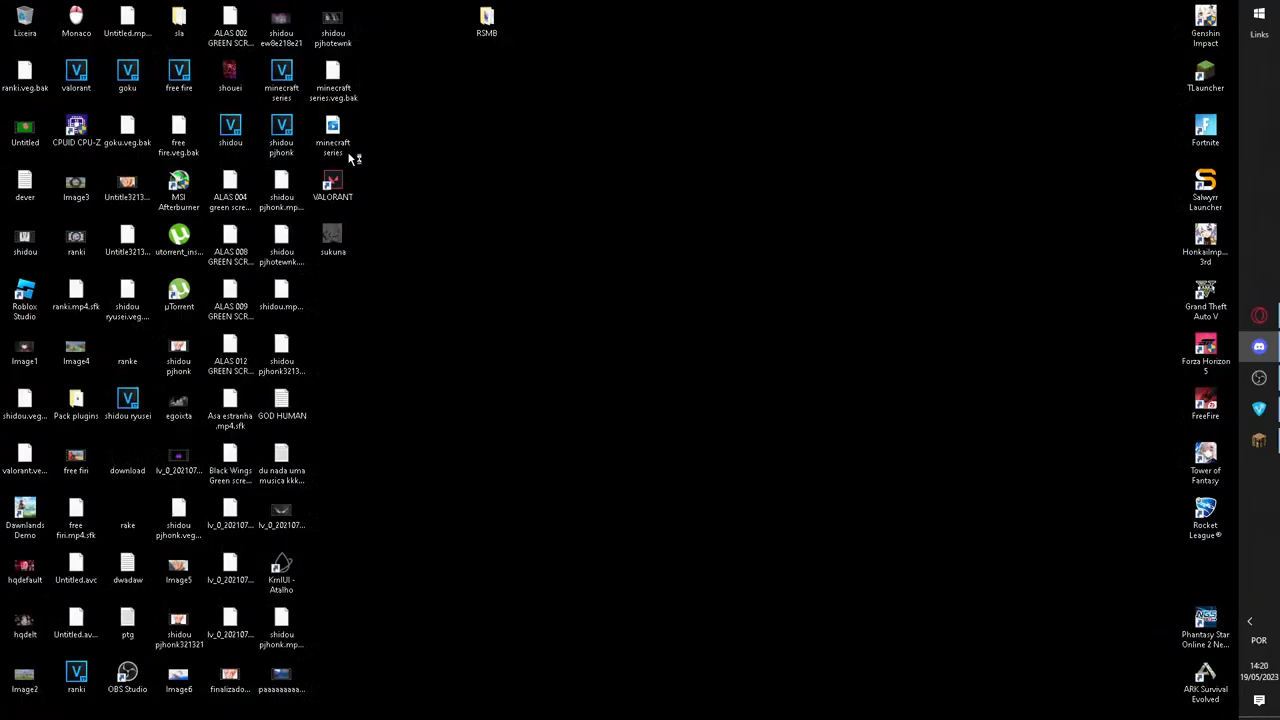 Lixeira
Monaco
Untitled.mp...
sla
ALAS 002
GREEN SCR...
shidou
ew8e218e21
shidou
pjhotewnk
RSMB
Genshin
Impact
Links
ranki.veg.bak
valorant
goku
free fire
shouei
minecraft
series
minecraft
series.veg.bak
TLauncher
Untitled
CPUID CPU-Z
goku.veg.bak
free
fire.veg.bak
shidou
shidou
pjhonk
minecraft
series
Fortnite
dever
Image3
Untitle3213...
MSI
Afterburner
ALAS 004
green scre...
shidou
pjhonk.mp...
VALORANT
Salwyrr
Launcher
shidou
ranki
Untitle3213...
utorrent_ins...
ALAS 008
GREEN SCR...
shidou
pjhotewnk....
sukuna
HonkaiImp...
3rd
Roblox
Studio
ranki.mp4.sfk
shidou
ryusei.veg....
µTorrent
ALAS 009
GREEN SCR...
shidou.mp...
Grand Theft
Auto V
Image1
Image4
ranke
shidou
pjhonk
ALAS 012
GREEN SCR...
shidou
pjhonk3213...
Forza Horizon
5
shidou.veg...
Pack plugins
shidou ryusei
egoixta
Asa estranha
.mp4.sfk
GOD HUMAN
FreeFire
valorant.ve...
free firi
download
lv_0_202107...
Black Wings
Green scre...
du nada uma
musica kkk...
Tower of
Fantasy
Dawnlands
Demo
free
firi.mp4.sfk
rake
shidou
pjhonk.veg...
lv_0_202107...
lv_0_202107...
Rocket
League®
hqdefault
Untitled.avc
dwadaw
Image5
lv_0_202107...
KrnlUI -
Atalho
hqdelt
Untitled.av...
ptg
shidou
pjhonk321321
lv_0_202107...
shidou
pjhonk.mp...
Phantasy Star
Online 2 Ne...
POR
Image2
ranki
OBS Studio
Image6
finalizado...
paaaaaaaaa...
ARK Survival
Evolved
14:20
19/05/2023